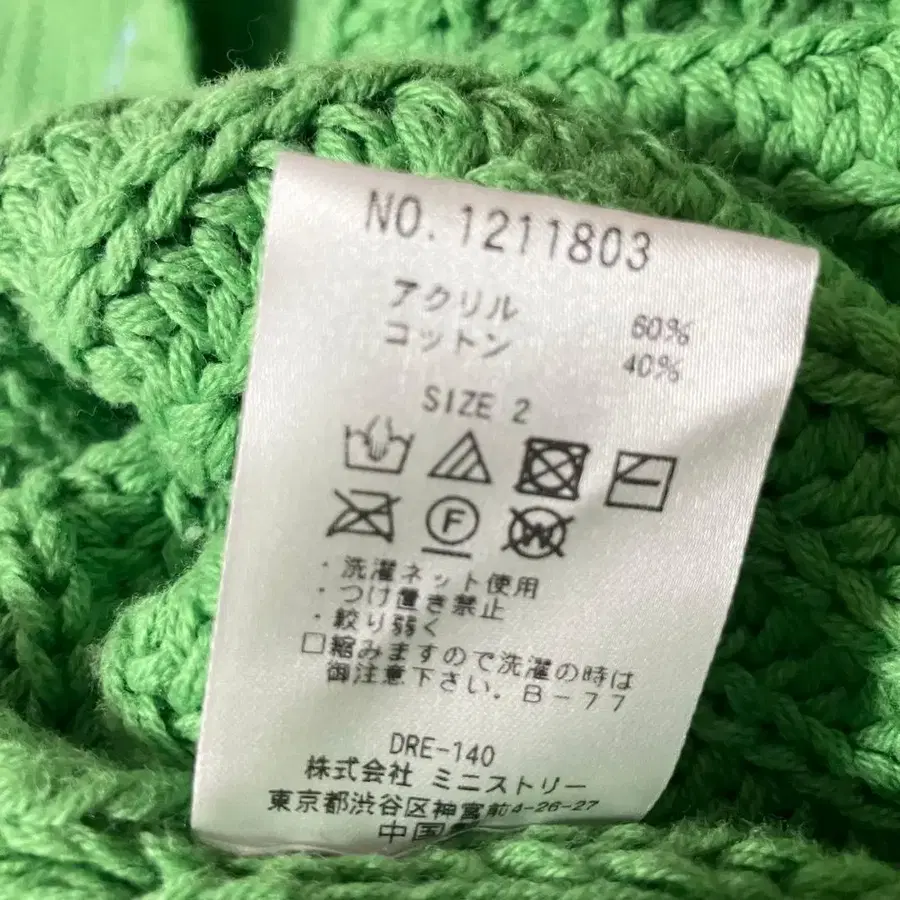 NO. 1211803
アクリル 60%
コットン 40%
SIZE 2
F
W
・洗濯ネット使用
・つけ置き禁止
・絞り弱く
□縮みますので洗濯の時は
御注意下さい. B-77
DRE-140
株式会社 ミニストリー
東京都渋谷区神宮前4-26-27
中国